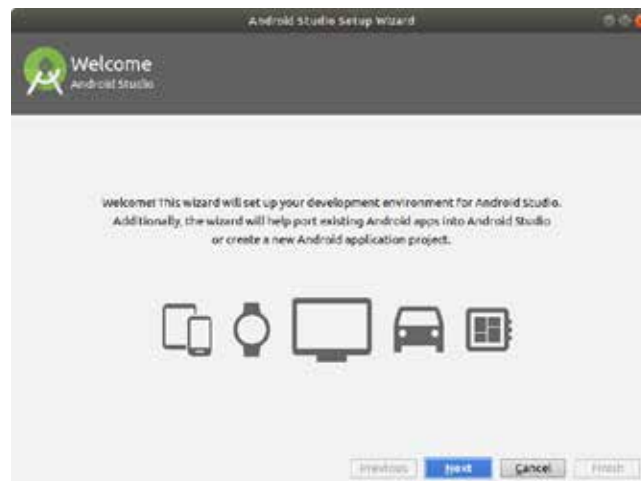 Android Studio Setup Wizard
Welcome
Android Studio
Welcome! This wizard will set up your development environment for Android Studio.
Additionally, the wizard will help port existing Android apps into Android Studio
or create a new Android application project.
Previous
Next
Cancel
Finish